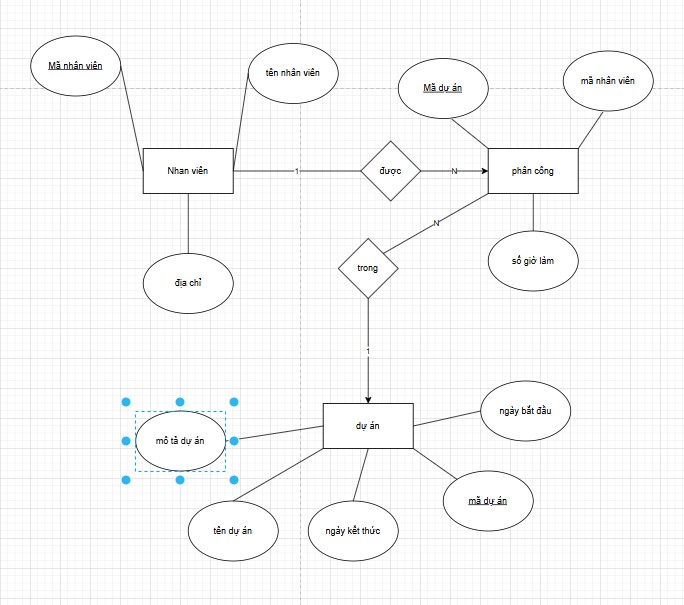 Mã nhân viên
tên nhân viên
Mã dự án
mã nhân viên
Nhan viên
1
được
N
phân công
N
trong
địa chỉ
số giờ làm
1
dự án
ngày bắt đầu
mô tả dự án
mã dự án
tên dự án
ngày kết thức